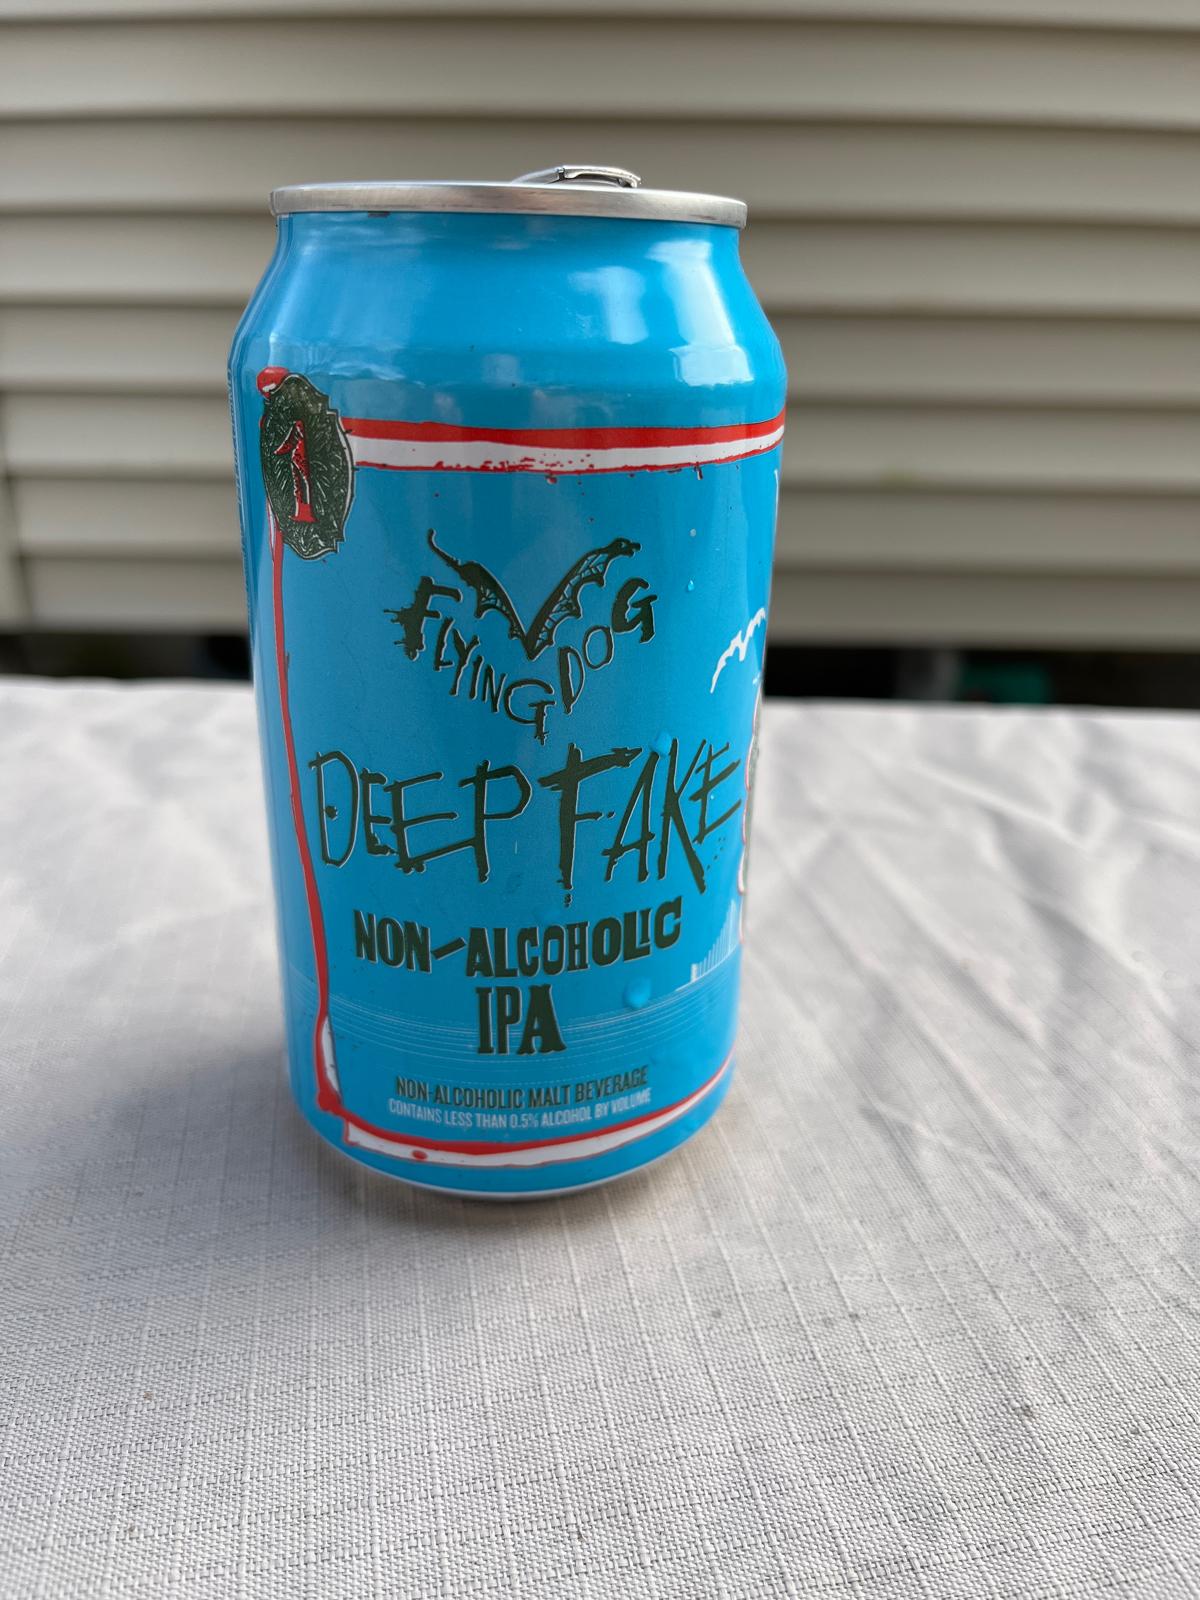 1
FLYING DOG
DEEP FAKE
NON-ALCOHOLIC
IPA
NON-ALCOHOLIC MALT BEVERAGE
CONTAINS LESS THAN 0.5% ALCOHOL BY VOLUME